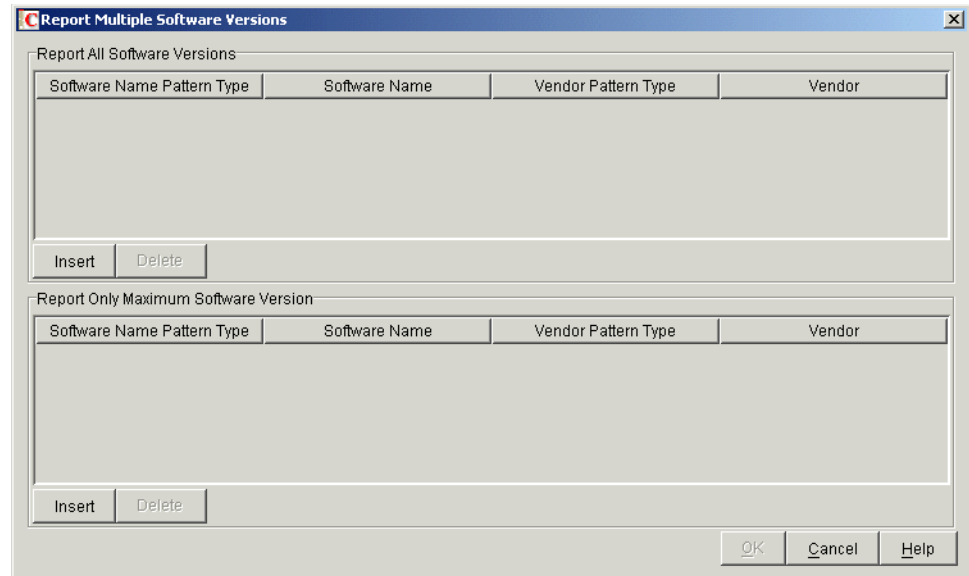 Report Multiple Software Versions
Report All Software Versions
Software Name Pattern Type Software Name Vendor Pattern Type Vendor
Insert Delete
Report Only Maximum Software Version
Software Name Pattern Type Software Name Vendor Pattern Type Vendor
Insert Delete
OK Cancel Help